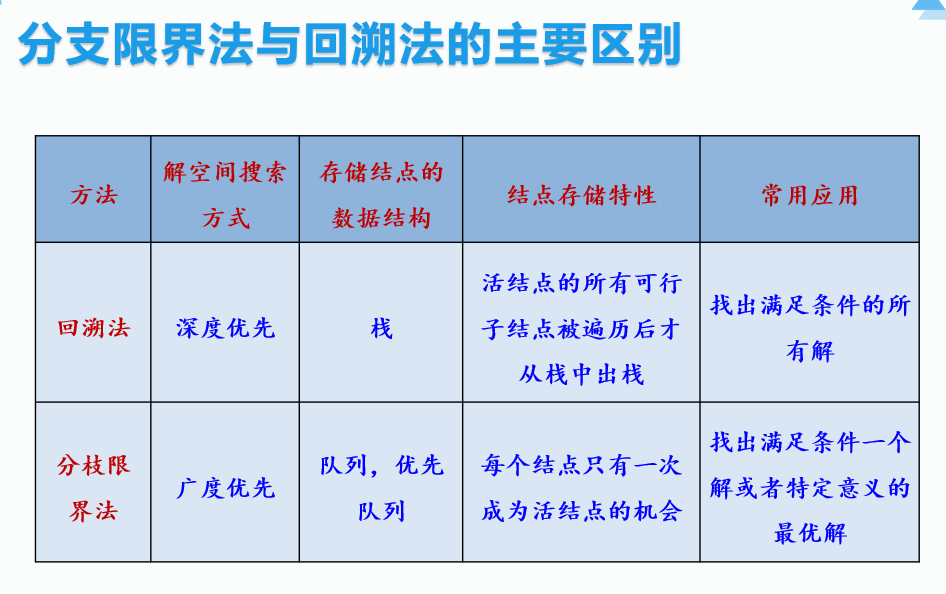 分支限界法与回溯法的主要区别
方法
解空间搜索
方式
存储结点的
数据结构
结点存储特性
常用应用
回溯法
深度优先
栈
活结点的所有可行
子结点被遍历后才
从栈中出栈
找出满足条件的所
有解
分枝限
界法
广度优先
队列，优先
队列
每个结点只有一次
成为活结点的机会
找出满足条件一个
解或者特定意义的
最优解